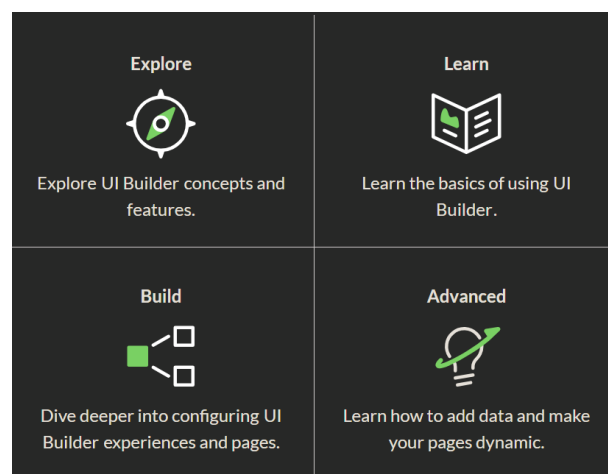 Explore
Explore UI Builder concepts and
features.
Learn
Learn the basics of using UI
Builder.
Build
Dive deeper into configuring UI
Builder experiences and pages.
Advanced
Learn how to add data and make
your pages dynamic.